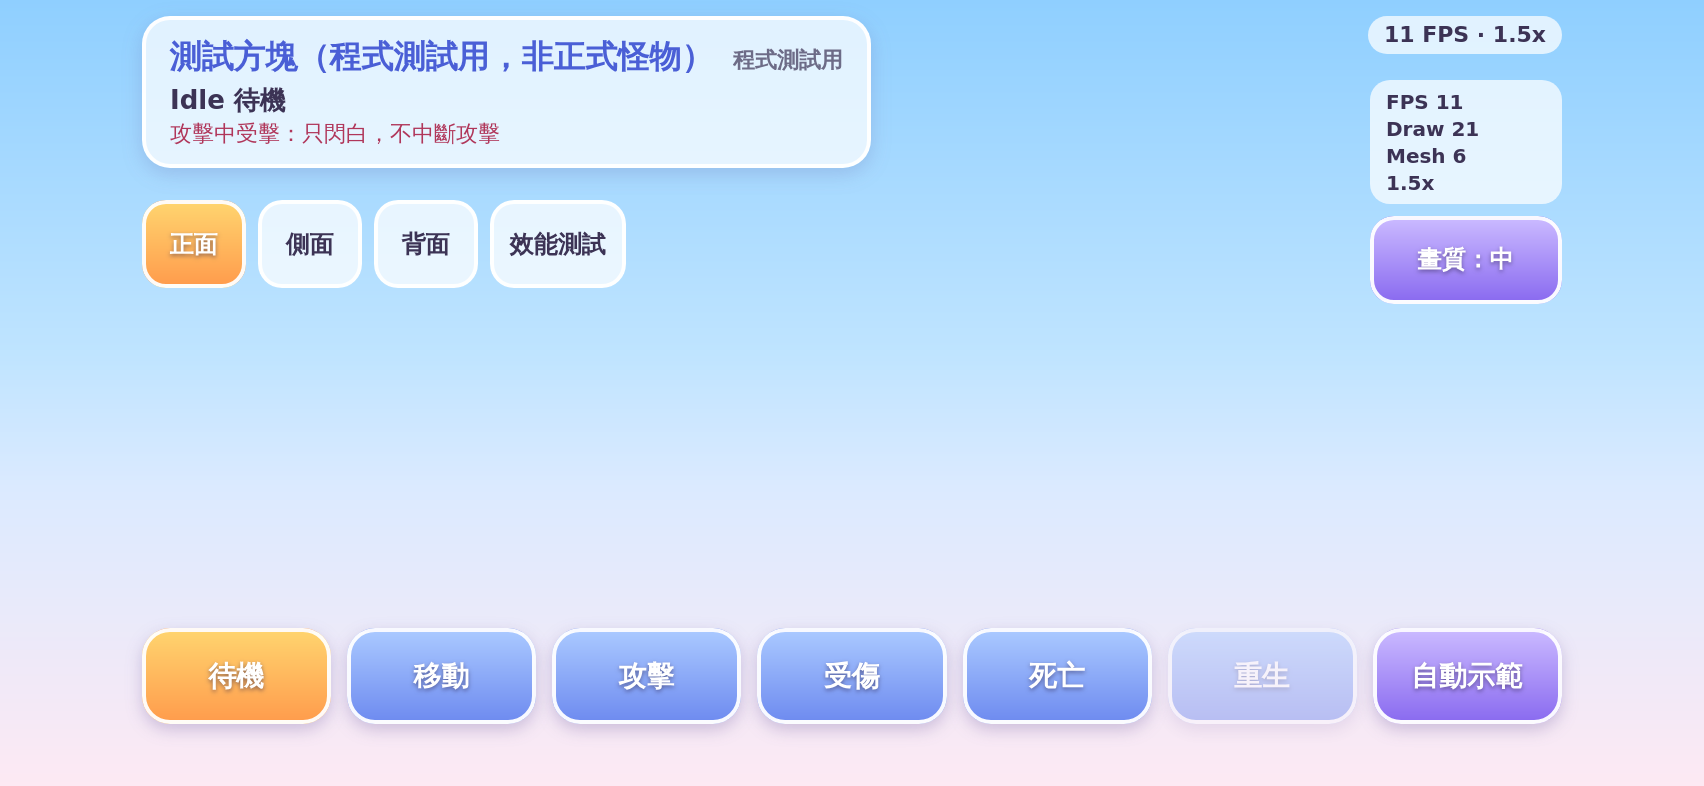 測試方塊（程式測試用，非正式怪物） 程式測試用
Idle 待機
攻擊中受擊：只閃白，不中斷攻擊
11 FPS · 1.5x
FPS 11
Draw 21
Mesh 6
1.5x
正面 側面 背面 效能測試
畫質：中
待機 移動 攻擊 受傷 死亡 重生 自動示範